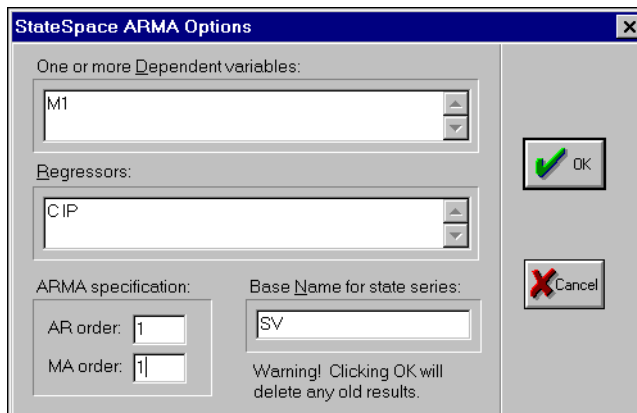 StateSpace ARMA Options
One or more Dependent variables:
M1
Regressors:
C IP
OK
Cancel
ARMA specification:
AR order: 1
MA order: 1
Base Name for state series:
SV
Warning! Clicking OK will
delete any old results.